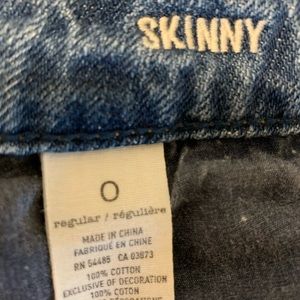 SKINNY
0
regular / régulière
MADE IN CHINA
FABRIQUÉ EN CHINE
RN 54485 CA 03873
100% COTTON
EXCLUSIVE OF DECORATION
100% COTON